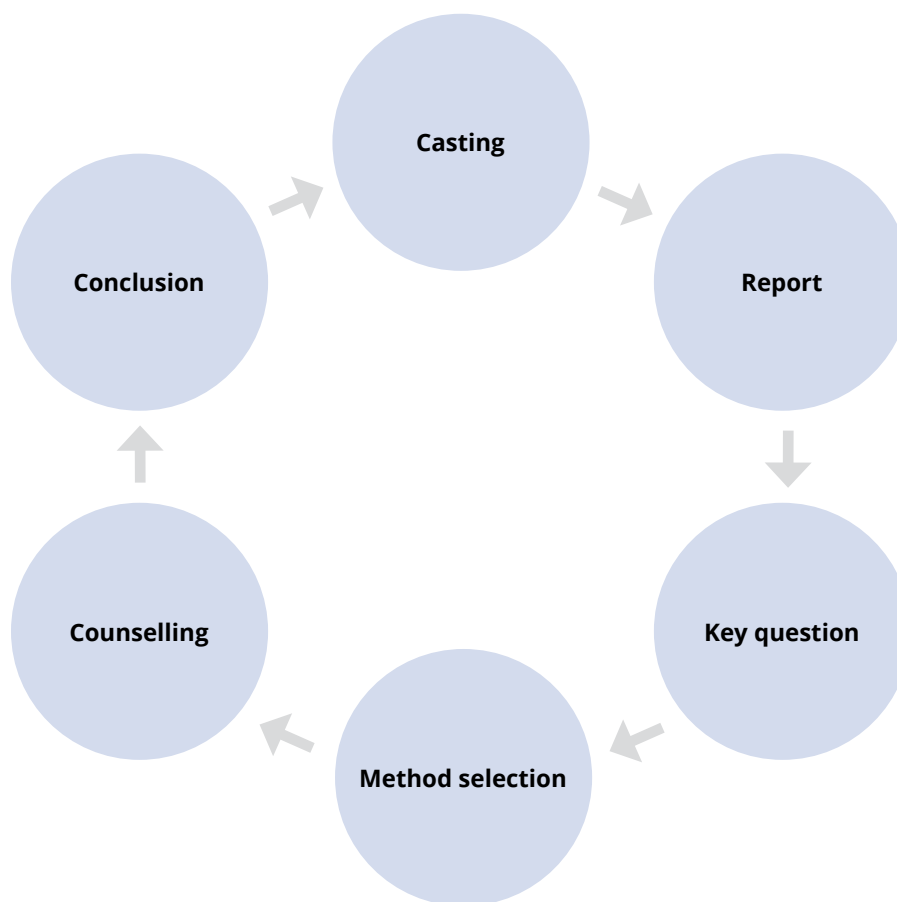 Casting
Report
Key question
Method selection
Counselling
Conclusion